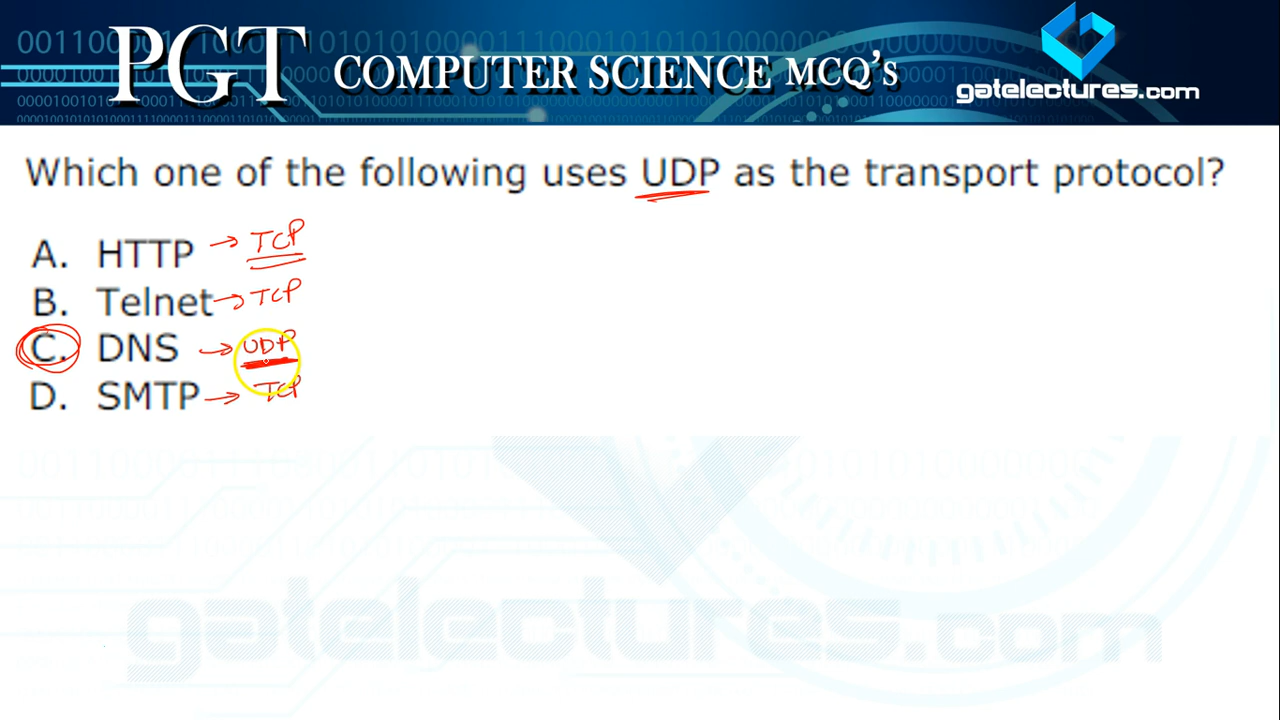 PGT COMPUTER SCIENCE MCQ's
gatelectures.com
Which one of the following uses UDP as the transport protocol?
A. HTTP → TCP
B. Telnet → TCP
C. DNS → UDP
D. SMTP → TCP
gatelectures.com